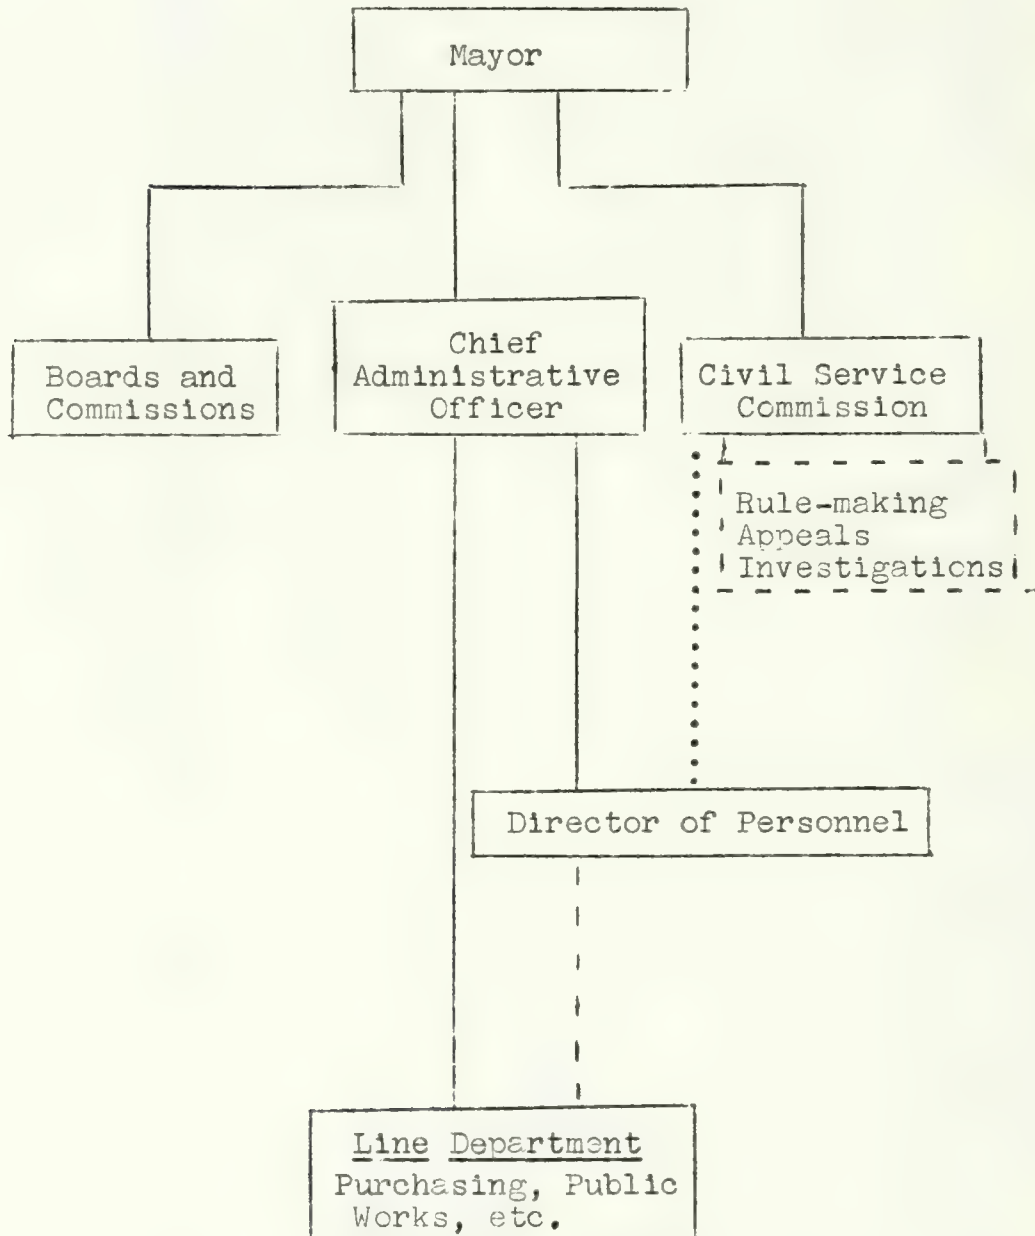 Mayor
Boards and
Commissions
Chief
Administrative
Officer
Civil Service
Commission
Rule-making
Appeals
Investigations
Director of Personnel
Line Department
Purchasing, Public
Works, etc.